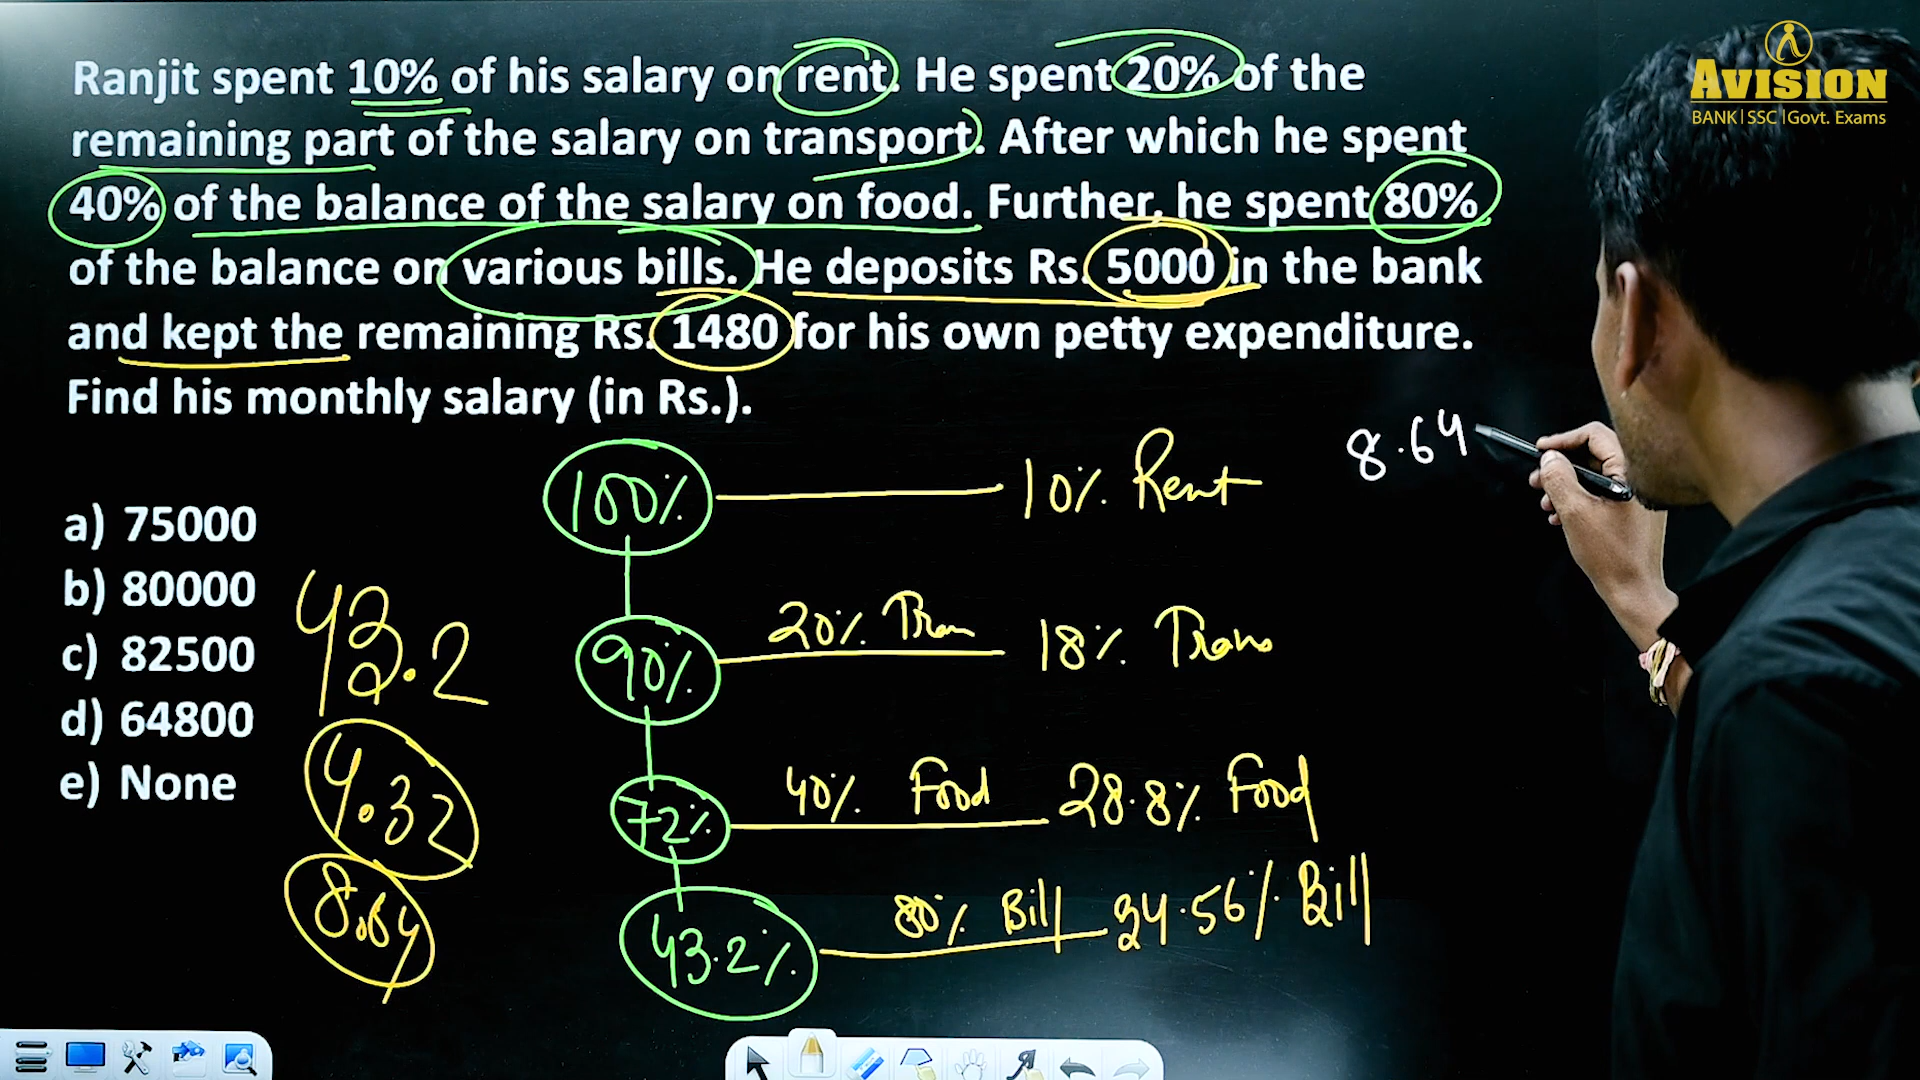 AVISION
BANK|SSC|Govt. Exams
Ranjit spent 10% of his salary on rent. He spent 20% of the
remaining part of the salary on transport. After which he spent
40% of the balance of the salary on food. Further, he spent 80%
of the balance on various bills. He deposits Rs. 5000 in the bank
and kept the remaining Rs. 1480 for his own petty expenditure.
Find his monthly salary (in Rs.).
8.64
a) 75000
b) 80000
c) 82500
d) 64800
e) None
43.2
4.32
8.64
100% 10% Rent
90% 20% Tran 18% Trans
72% 40% Food 28.8% Food
43.2% 80% Bill 34.56% Bill